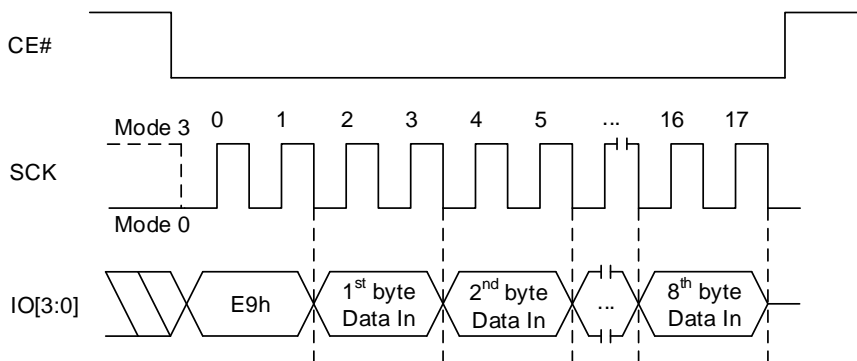 CE#
0 1 2 3 4 5 ... 16 17
Mode 3
SCK
Mode 0
IO[3:0]
E9h
1st byte
Data In
2nd byte
Data In
...
8th byte
Data In